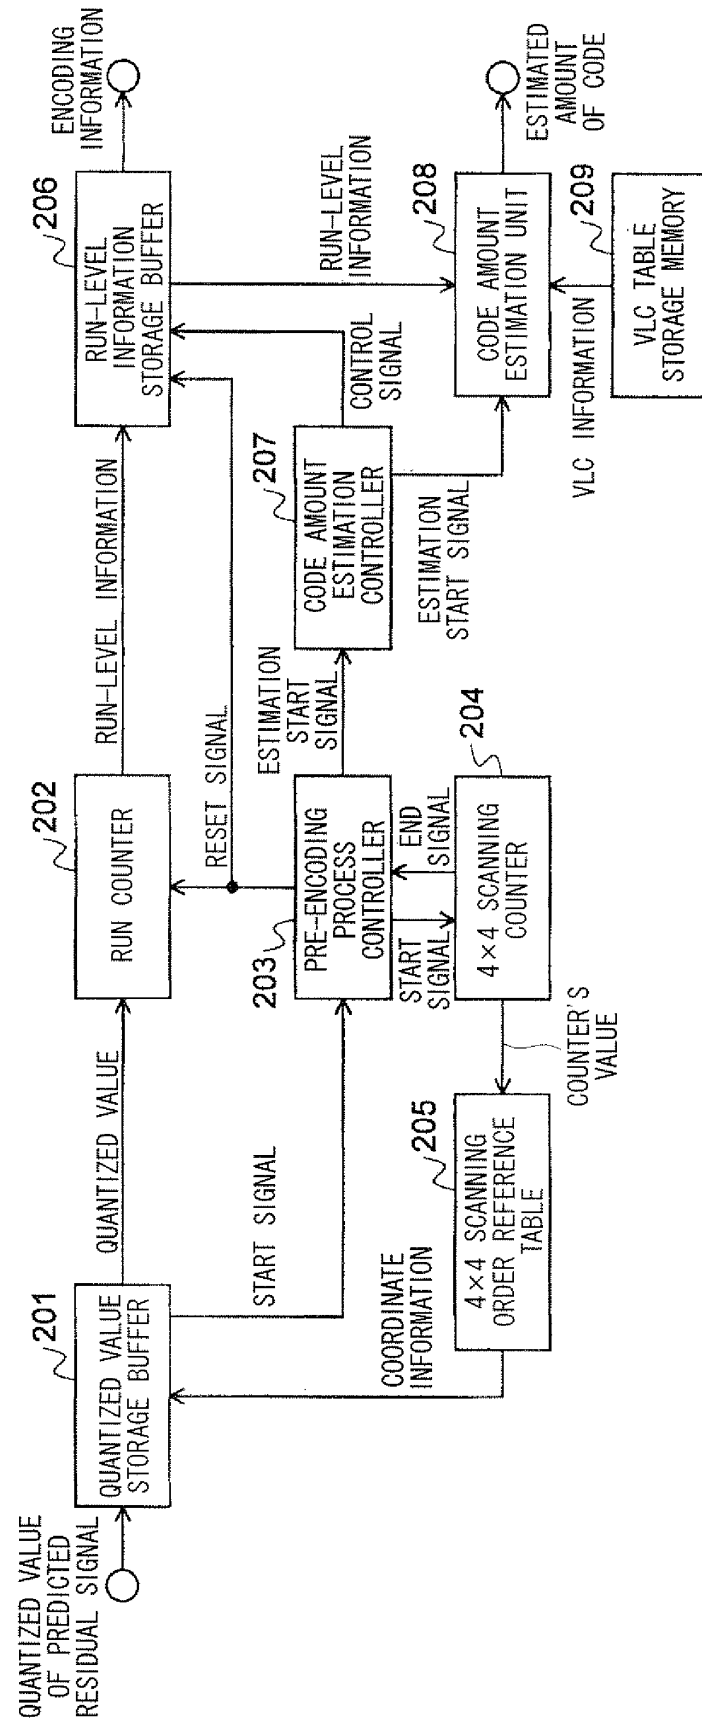 QUANTIZED VALUE
OF PREDICTED
RESIDUAL SIGNAL
201
QUANTIZED VALUE
STORAGE BUFFER
QUANTIZED VALUE
202
RUN COUNTER
RUN-LEVEL INFORMATION
206
RUN-LEVEL
INFORMATION
STORAGE BUFFER
ENCODING
INFORMATION
START SIGNAL
RESET SIGNAL
203
PRE-ENCODING
PROCESS
CONTROLLER
ESTIMATION
START
SIGNAL
207
CODE AMOUNT
ESTIMATION
CONTROLLER
CONTROL
SIGNAL
RUN-LEVEL
INFORMATION
COORDINATE
INFORMATION
205
4×4 SCANNING
ORDER REFERENCE
TABLE
START
SIGNAL
END
SIGNAL
204
4×4 SCANNING
COUNTER
COUNTER'S
VALUE
ESTIMATION
START SIGNAL
208
CODE AMOUNT
ESTIMATION UNIT
ESTIMATED
AMOUNT
OF CODE
VLC INFORMATION
209
VLC TABLE
STORAGE MEMORY